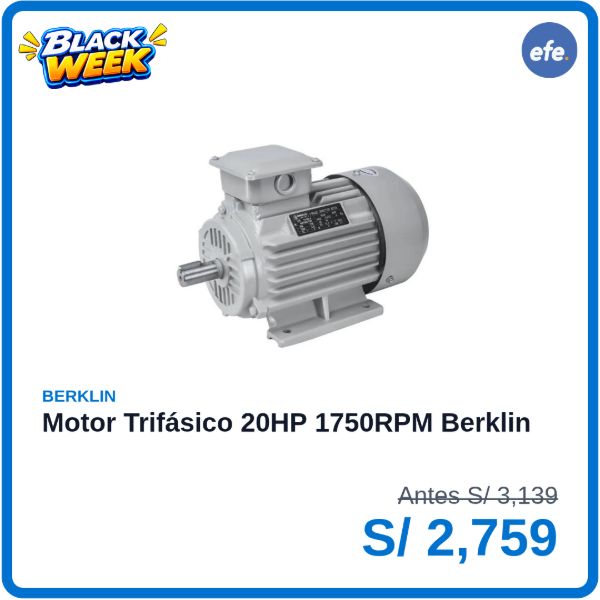 BLACK
WEEK
efe.
BERKLIN
Motor Trifásico 20HP 1750RPM Berklin
Antes S/ 3,139
S/ 2,759